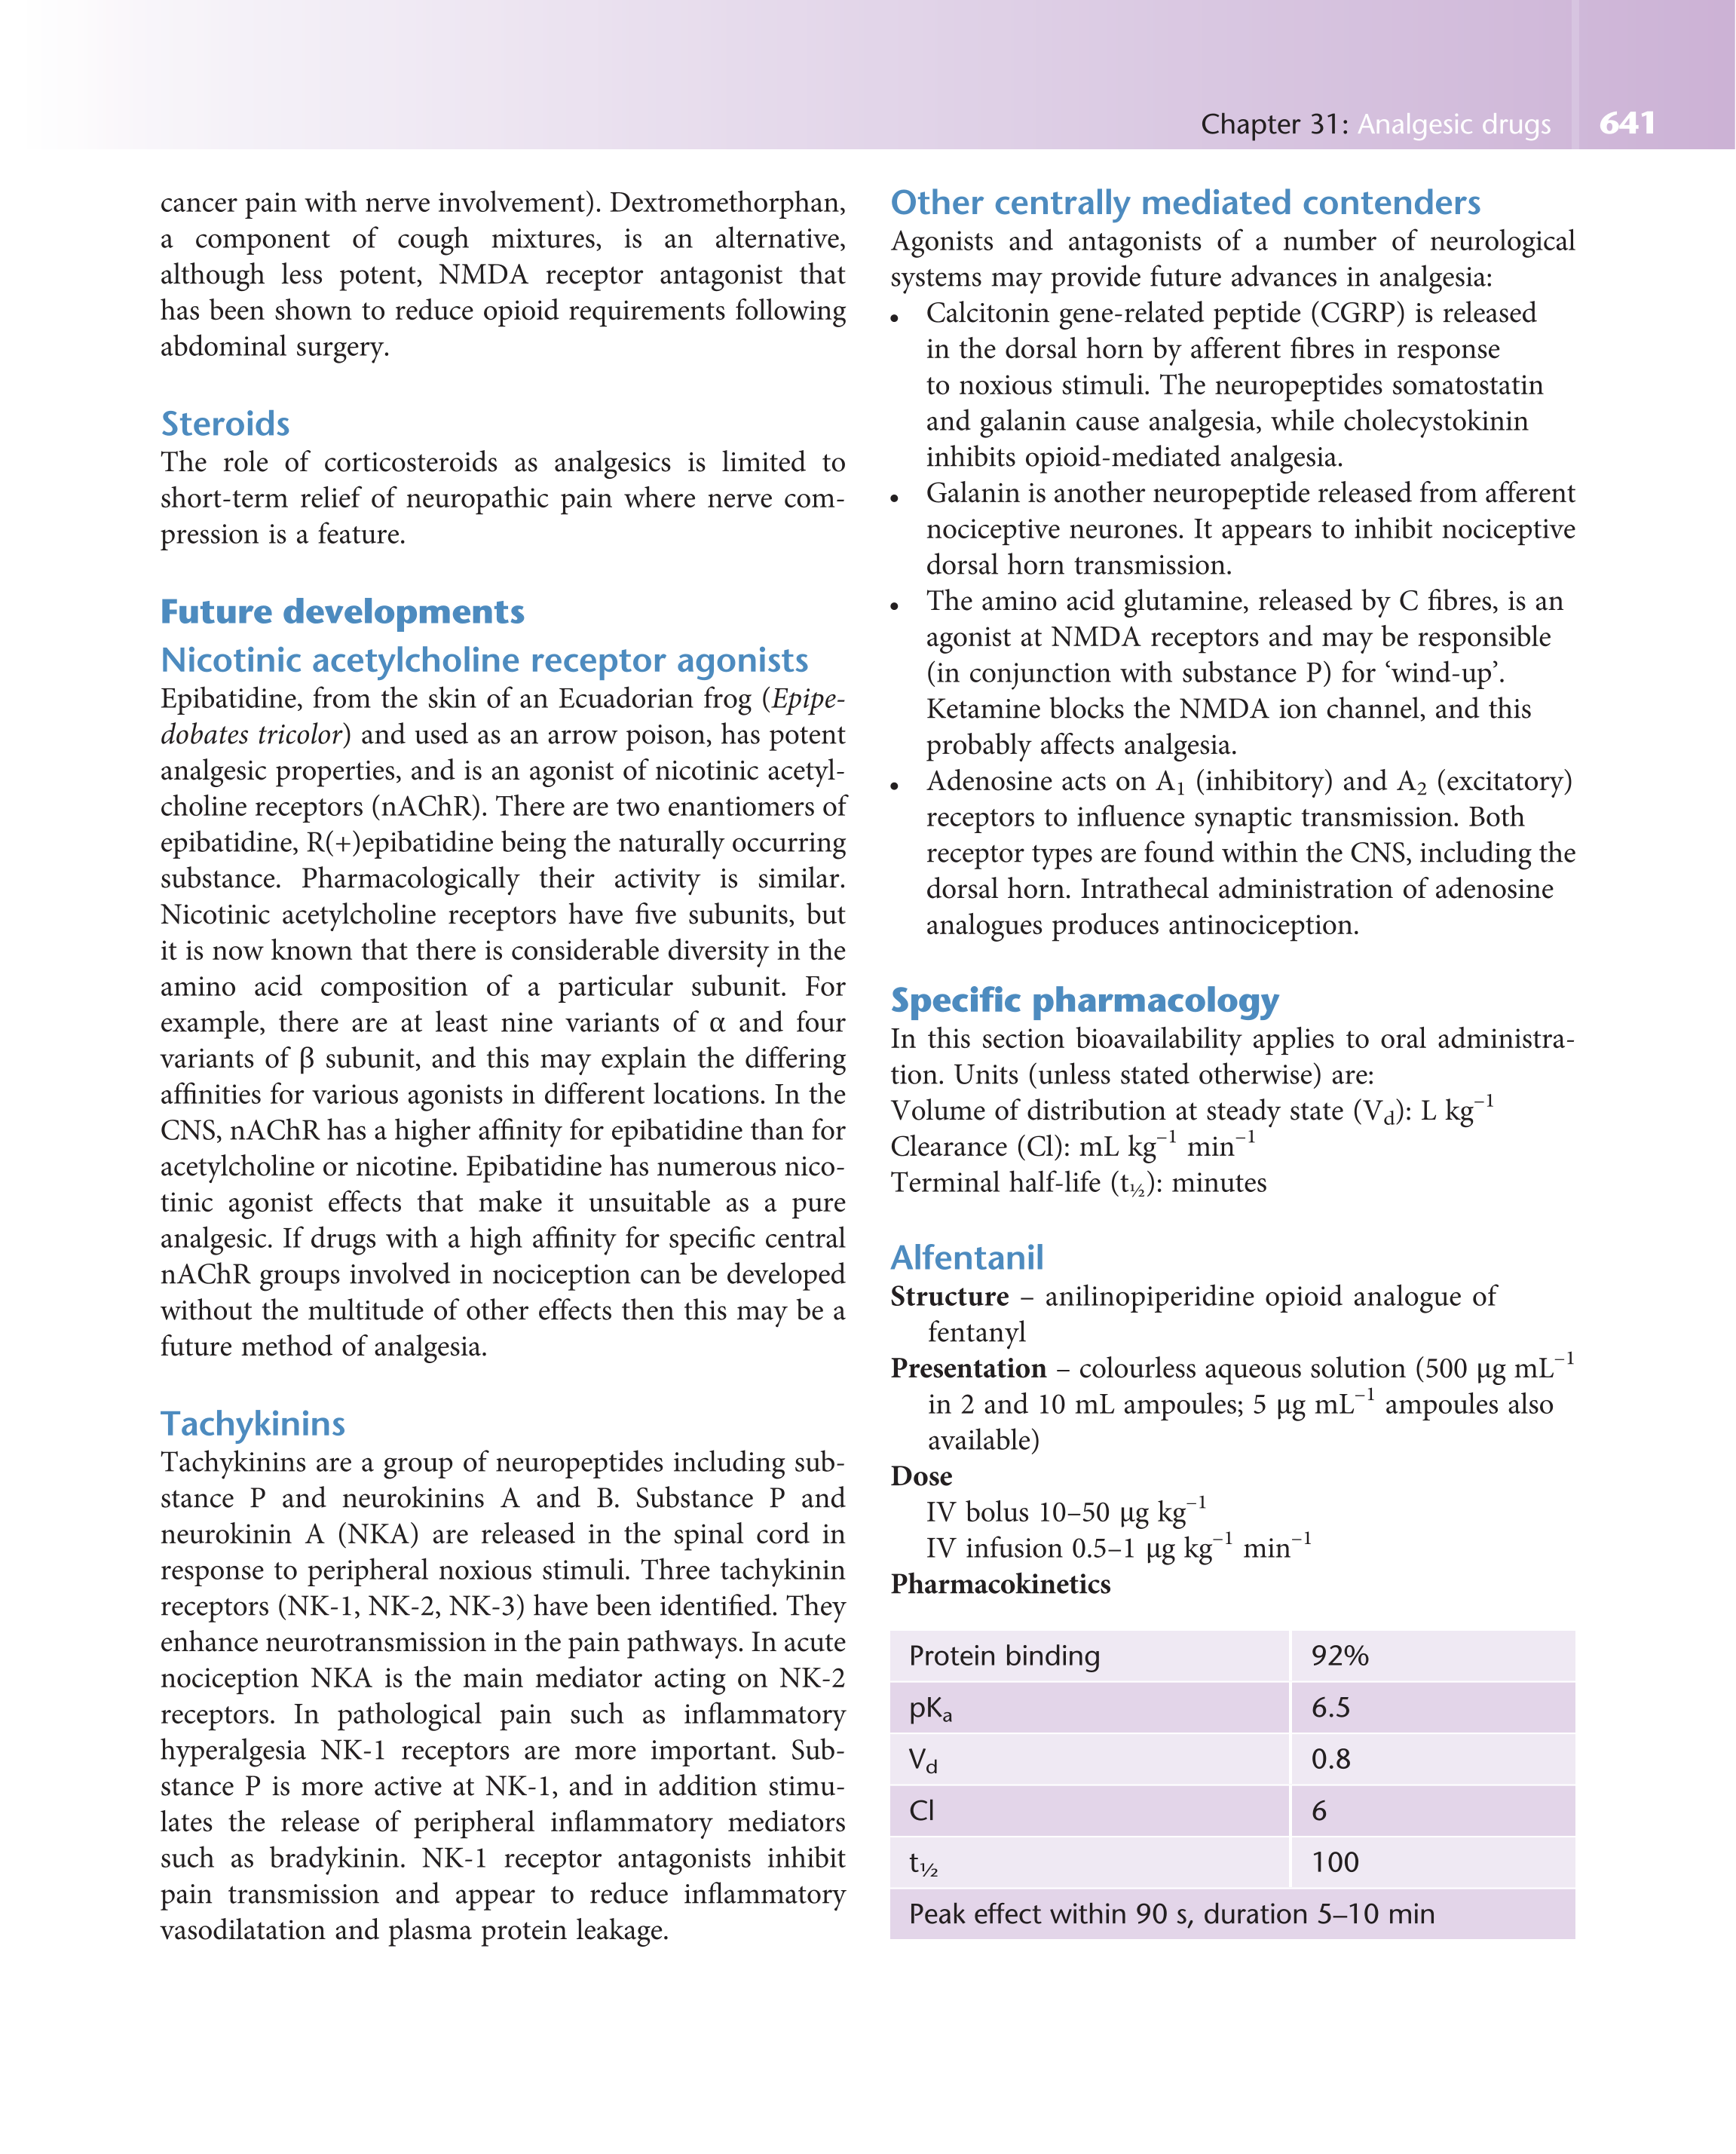 Chapter 31: Analgesic drugs 641
cancer pain with nerve involvement). Dextromethorphan,
a component of cough mixtures, is an alternative,
although less potent, NMDA receptor antagonist that
has been shown to reduce opioid requirements following
abdominal surgery.
Steroids
The role of corticosteroids as analgesics is limited to
short-term relief of neuropathic pain where nerve com-
pression is a feature.
Future developments
Nicotinic acetylcholine receptor agonists
Epibatidine, from the skin of an Ecuadorian frog (Epipe-
dobates tricolor) and used as an arrow poison, has potent
analgesic properties, and is an agonist of nicotinic acetyl-
choline receptors (nAChR). There are two enantiomers of
epibatidine, R(+)epibatidine being the naturally occurring
substance. Pharmacologically their activity is similar.
Nicotinic acetylcholine receptors have five subunits, but
it is now known that there is considerable diversity in the
amino acid composition of a particular subunit. For
example, there are at least nine variants of α and four
variants of β subunit, and this may explain the differing
affinities for various agonists in different locations. In the
CNS, nAChR has a higher affinity for epibatidine than for
acetylcholine or nicotine. Epibatidine has numerous nico-
tinic agonist effects that make it unsuitable as a pure
analgesic. If drugs with a high affinity for specific central
nAChR groups involved in nociception can be developed
without the multitude of other effects then this may be a
future method of analgesia.
Tachykinins
Tachykinins are a group of neuropeptides including sub-
stance P and neurokinins A and B. Substance P and
neurokinin A (NKA) are released in the spinal cord in
response to peripheral noxious stimuli. Three tachykinin
receptors (NK-1, NK-2, NK-3) have been identified. They
enhance neurotransmission in the pain pathways. In acute
nociception NKA is the main mediator acting on NK-2
receptors. In pathological pain such as inflammatory
hyperalgesia NK-1 receptors are more important. Sub-
stance P is more active at NK-1, and in addition stimu-
lates the release of peripheral inflammatory mediators
such as bradykinin. NK-1 receptor antagonists inhibit
pain transmission and appear to reduce inflammatory
vasodilatation and plasma protein leakage.
Other centrally mediated contenders
Agonists and antagonists of a number of neurological
systems may provide future advances in analgesia:
• Calcitonin gene-related peptide (CGRP) is released
in the dorsal horn by afferent fibres in response
to noxious stimuli. The neuropeptides somatostatin
and galanin cause analgesia, while cholecystokinin
inhibits opioid-mediated analgesia.
• Galanin is another neuropeptide released from afferent
nociceptive neurones. It appears to inhibit nociceptive
dorsal horn transmission.
• The amino acid glutamine, released by C fibres, is an
agonist at NMDA receptors and may be responsible
(in conjunction with substance P) for ‘wind-up’.
Ketamine blocks the NMDA ion channel, and this
probably affects analgesia.
• Adenosine acts on A₁ (inhibitory) and A₂ (excitatory)
receptors to influence synaptic transmission. Both
receptor types are found within the CNS, including the
dorsal horn. Intrathecal administration of adenosine
analogues produces antinociception.
Specific pharmacology
In this section bioavailability applies to oral administra-
tion. Units (unless stated otherwise) are:
Volume of distribution at steady state (Vd): L kg⁻¹
Clearance (Cl): mL kg⁻¹ min⁻¹
Terminal half-life (t½): minutes
Alfentanil
Structure – anilinopiperidine opioid analogue of
fentanyl
Presentation – colourless aqueous solution (500 µg mL⁻¹
in 2 and 10 mL ampoules; 5 µg mL⁻¹ ampoules also
available)
Dose
IV bolus 10–50 µg kg⁻¹
IV infusion 0.5–1 µg kg⁻¹ min⁻¹
Pharmacokinetics
Protein binding 92%
pKa 6.5
Vd 0.8
Cl 6
t½ 100
Peak effect within 90 s, duration 5–10 min